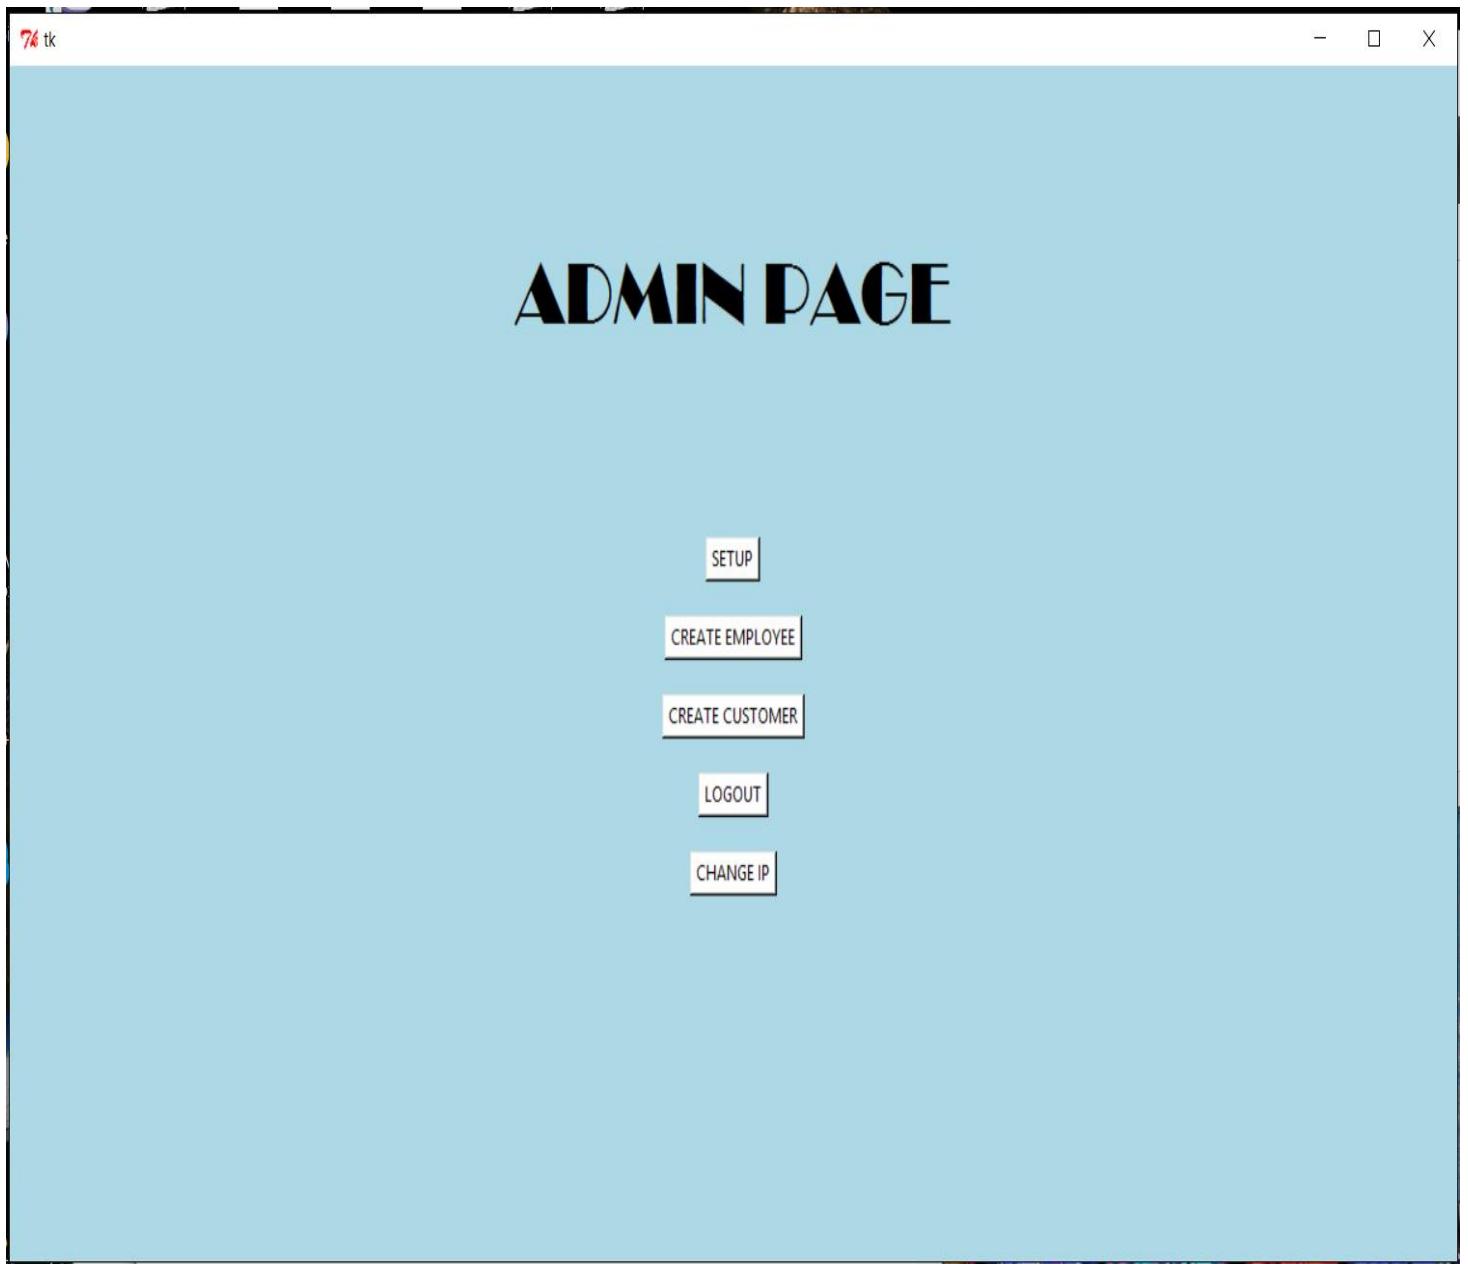 tk
ADMIN PAGE
SETUP
CREATE EMPLOYEE
CREATE CUSTOMER
LOGOUT
CHANGE IP